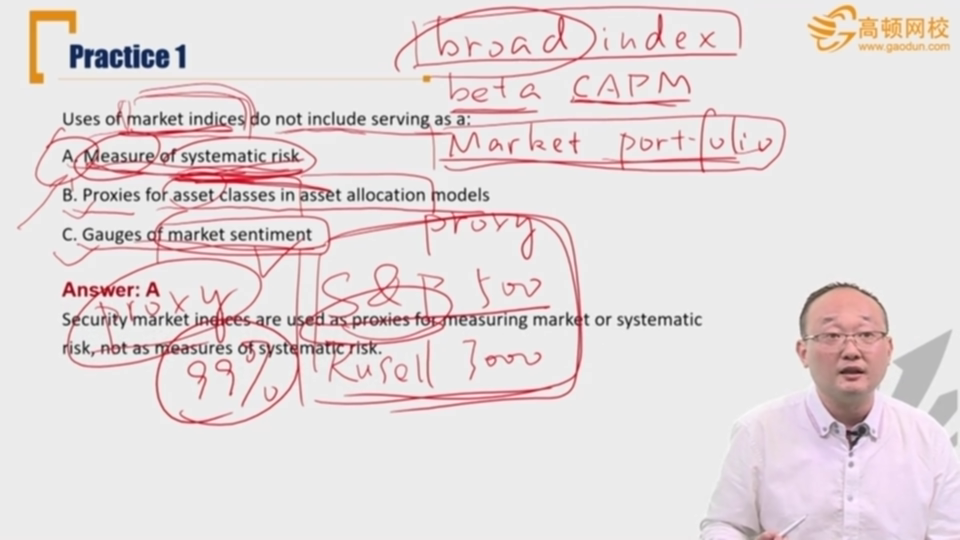 Practice 1
broad index
高顿网校
www.gaodun.com
beta CAPM
Uses of market indices do not include serving as a:
Market portfolio
A. Measure of systematic risk
B. Proxies for asset classes in asset allocation models
C. Gauges of market sentiment
proxy
S&P 500
Answer: A
proxy
Security market indices are used as proxies for measuring market or systematic
risk, not as measures of systematic risk.
99%
Rusell 3000